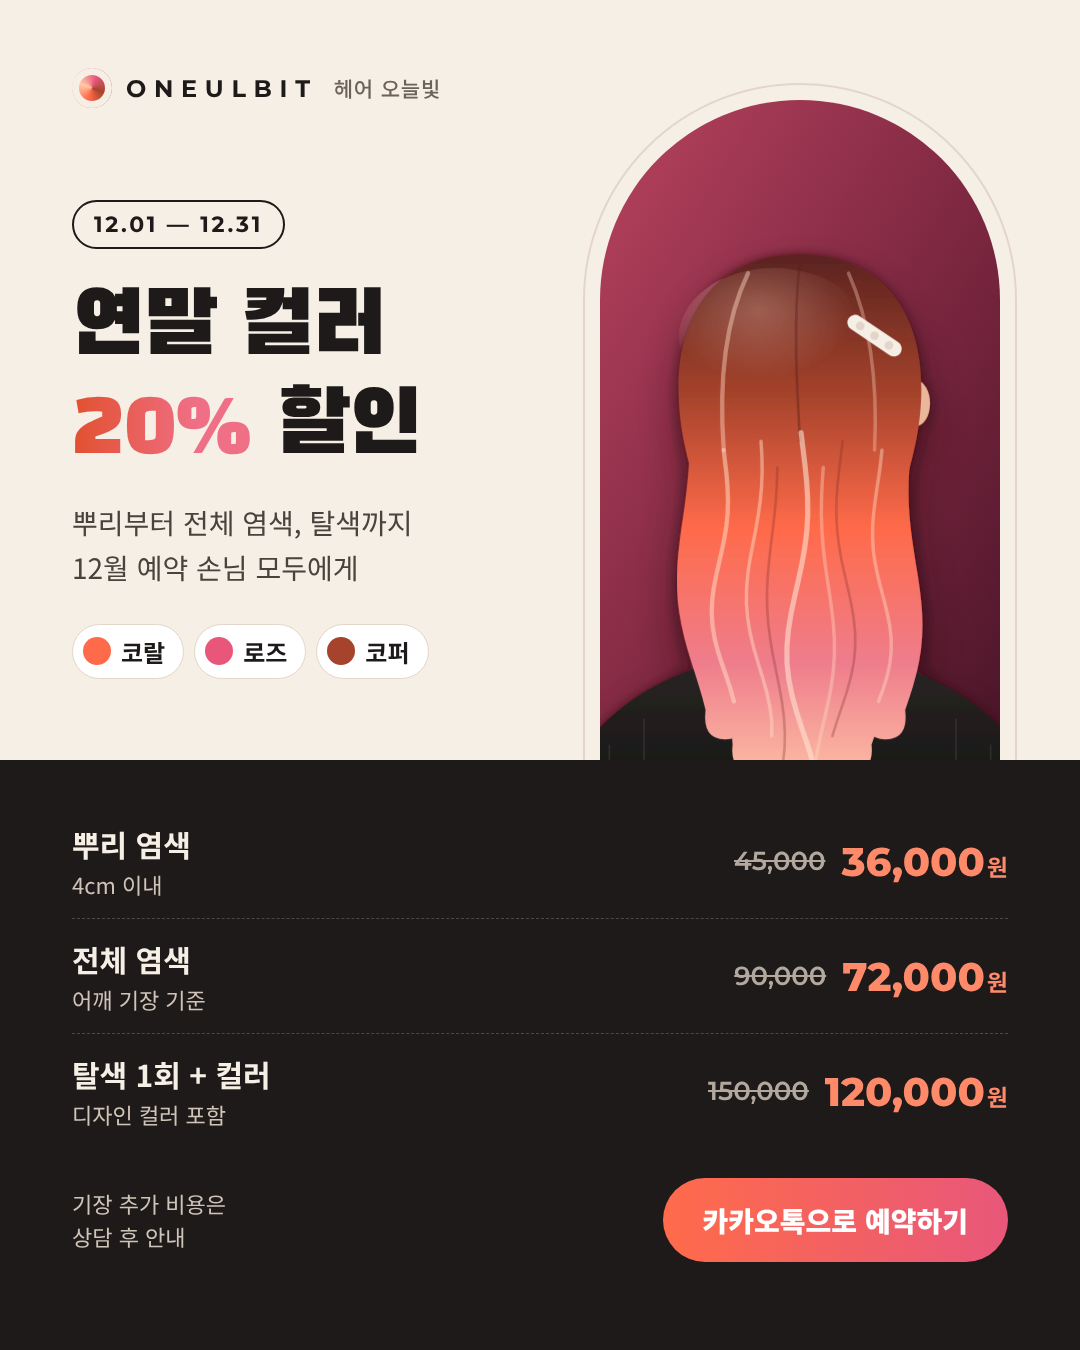 ONEULBIT 헤어 오늘빛
12.01 — 12.31
연말 컬러
20% 할인
뿌리부터 전체 염색, 탈색까지
12월 예약 손님 모두에게
코랄 로즈 코퍼
뿌리 염색
4cm 이내
45,000 36,000원
전체 염색
어깨 기장 기준
90,000 72,000원
탈색 1회 + 컬러
디자인 컬러 포함
150,000 120,000원
기장 추가 비용은
상담 후 안내
카카오톡으로 예약하기